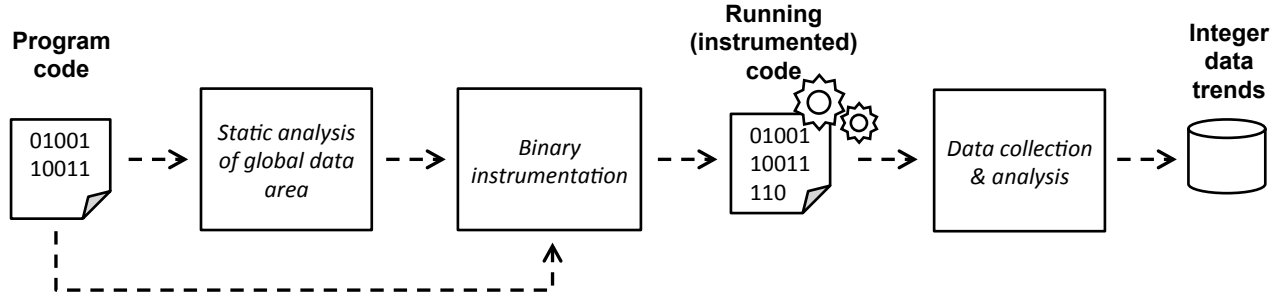 Program
code
01001
10011
Static analysis
of global data
area
Binary
instrumentation
Running
(instrumented)
code
01001
10011
110
Data collection
& analysis
Integer
data
trends